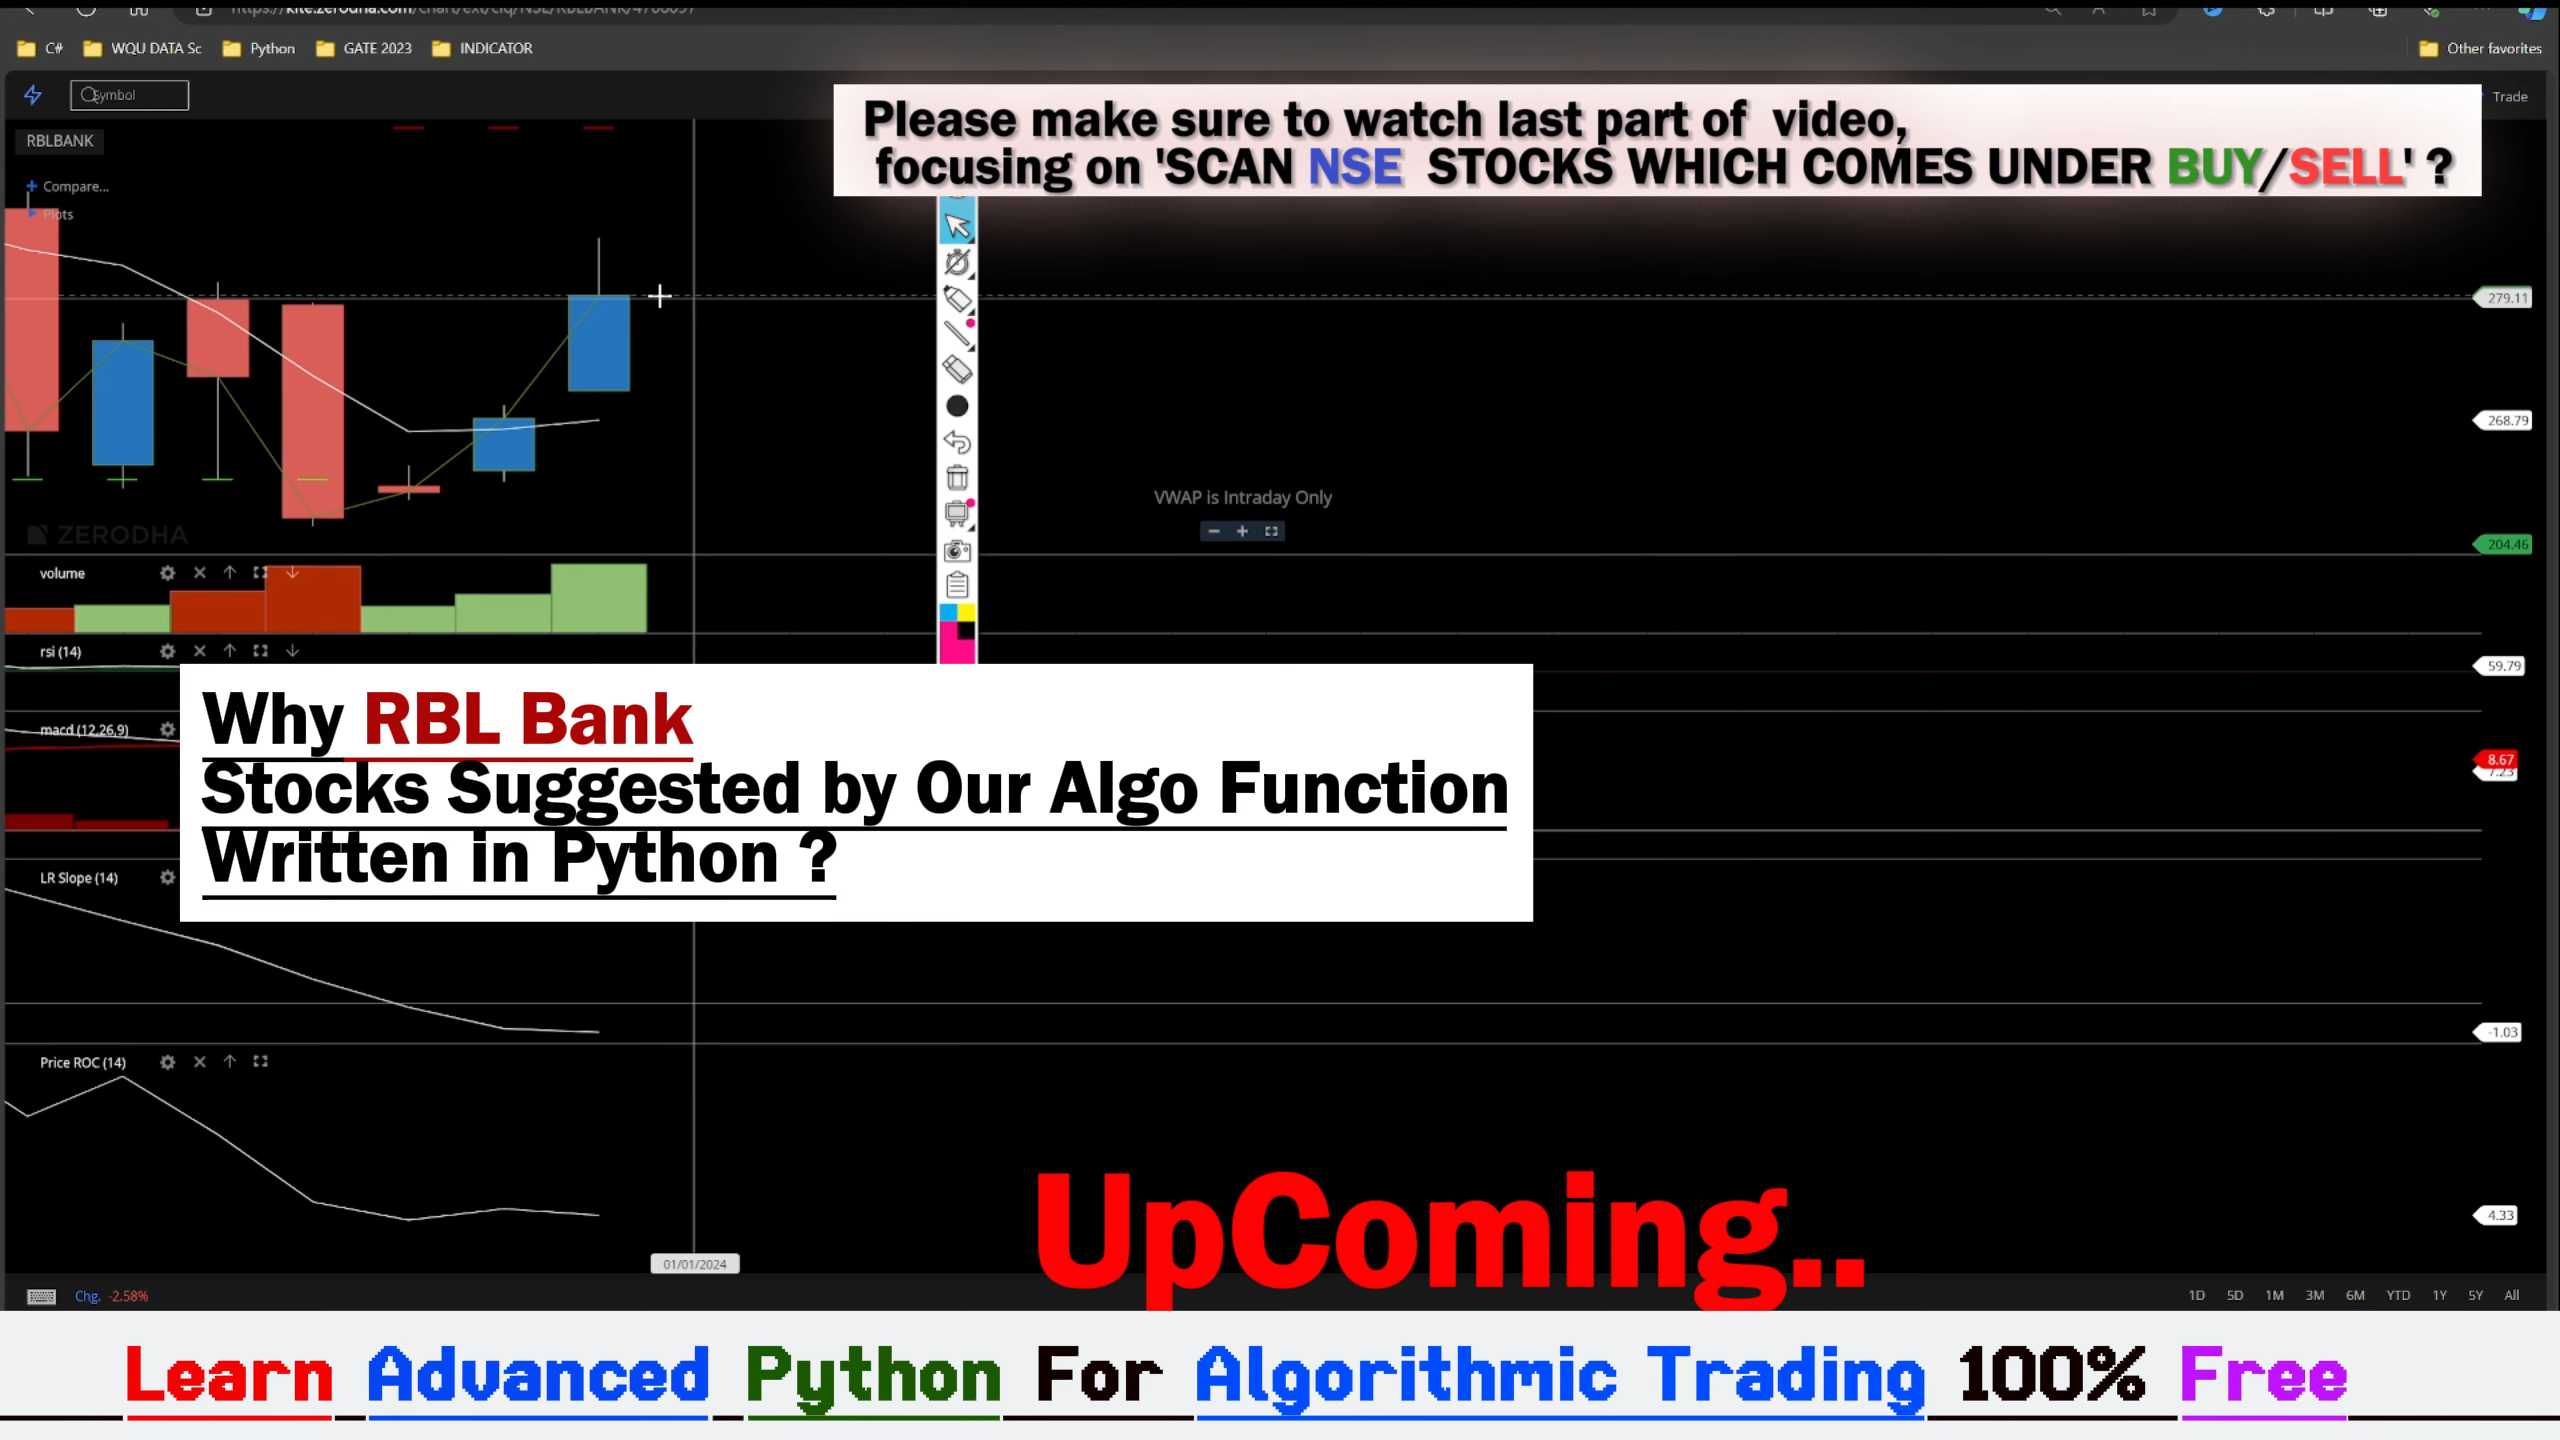 C#
WQU DATA Sc
Python
GATE 2023
INDICATOR
Other favorites
Symbol
Trade
Please make sure to watch last part of video,
focusing on 'SCAN NSE STOCKS WHICH COMES UNDER BUY/SELL' ?
RBLBANK
Compare...
Plots
279.11
268.79
VWAP is Intraday Only
ZERODHA
204.46
volume
rsi (14)
59.79
Why RBL Bank
Stocks Suggested by Our Algo Function
Written in Python ?
macd (12,26,9)
8.67
7.23
LR Slope (14)
-1.03
Price ROC (14)
4.33
UpComing..
01/01/2024
Chg. -2.58%
1D 5D 1M 3M 6M YTD 1Y 5Y All
Learn Advanced Python For Algorithmic Trading 100% Free